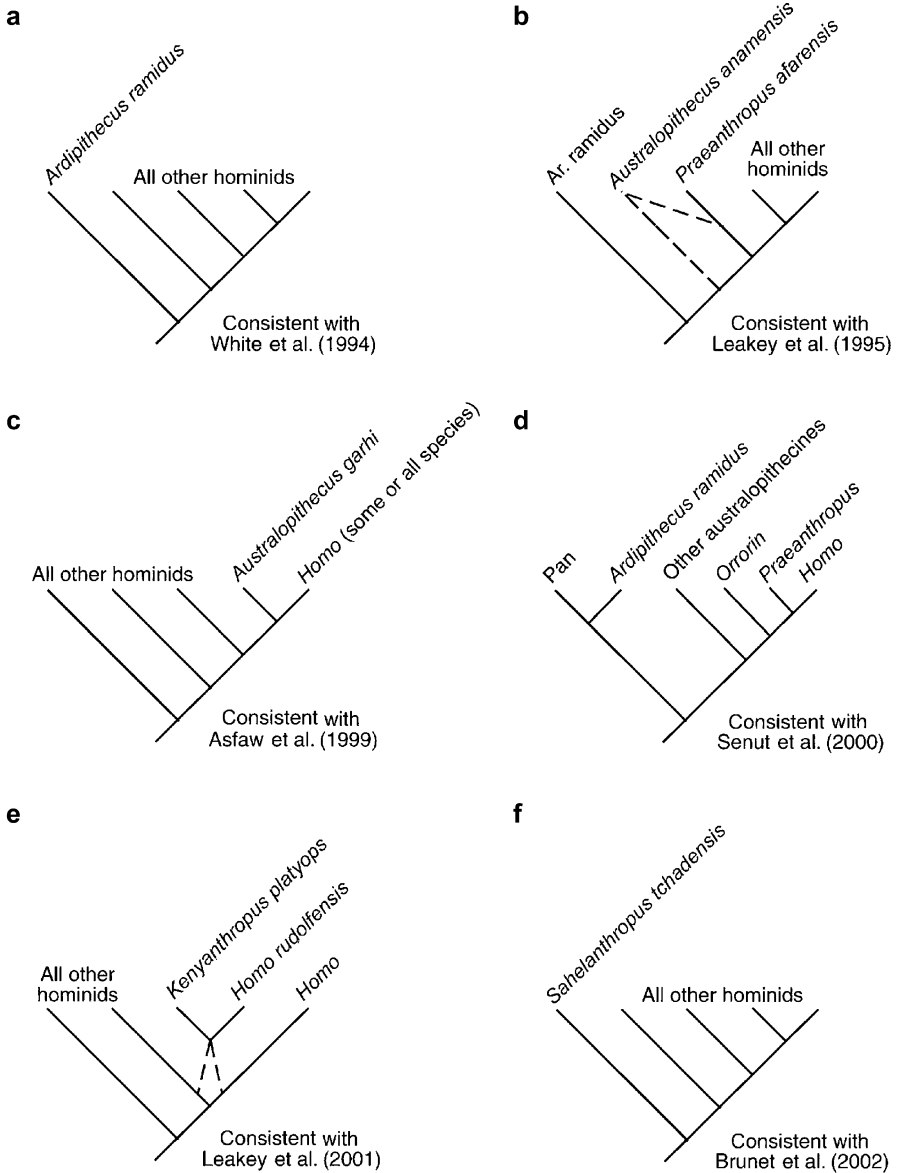 a
Ardipithecus ramidus
All other hominids
Consistent with
White et al. (1994)
b
Ar. ramidus
Australopithecus anamensis
Praeanthropus afarensis
All other
hominids
Consistent with
Leakey et al. (1995)
c
All other hominids
Australopithecus garhi
Homo (some or all species)
Consistent with
Asfaw et al. (1999)
d
Pan
Ardipithecus ramidus
Other australopithecines
Orrorin
Praeanthropus
Homo
Consistent with
Senut et al. (2000)
e
All other
hominids
Kenyanthropus platyops
Homo rudolfensis
Homo
Consistent with
Leakey et al. (2001)
f
Sahelanthropus tchadensis
All other hominids
Consistent with
Brunet et al. (2002)